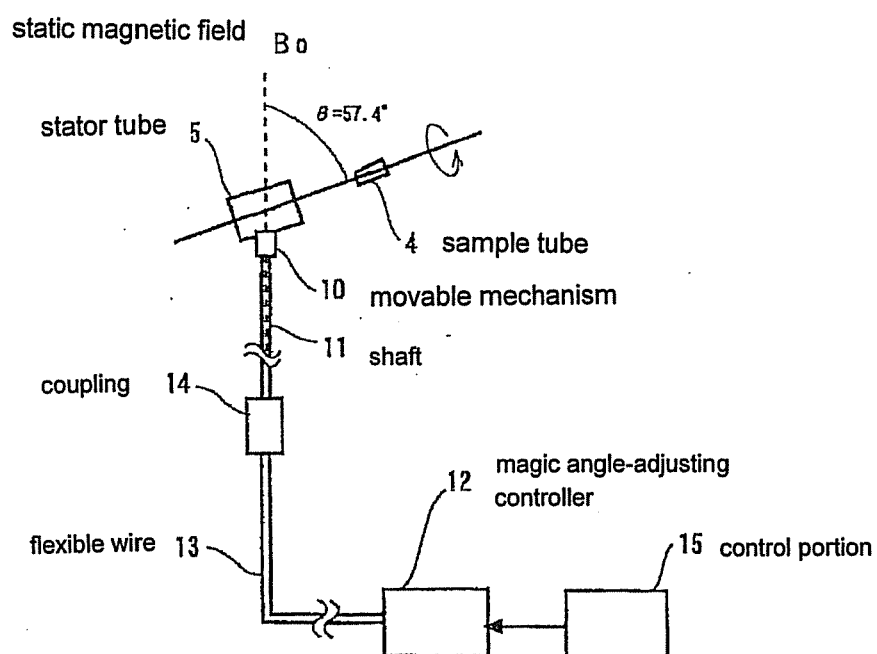 static magnetic field B0
θ=57.4°
stator tube 5
4 sample tube
10 movable mechanism
11 shaft
coupling 14
12 magic angle-adjusting
controller
flexible wire 13
15 control portion